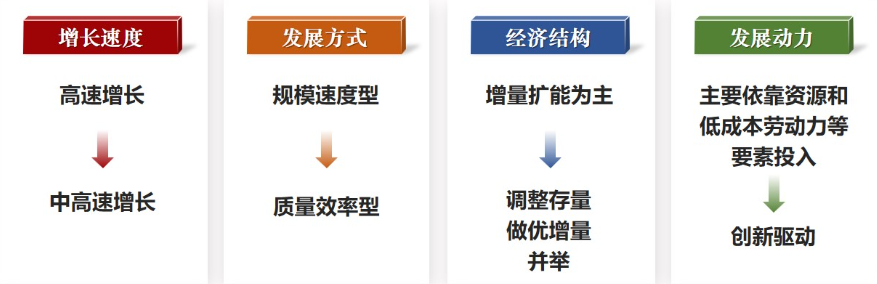 增长速度
高速增长
中高速增长
发展方式
规模速度型
质量效率型
经济结构
增量扩能为主
调整存量
做优增量
并举
发展动力
主要依靠资源和
低成本劳动力等
要素投入
创新驱动